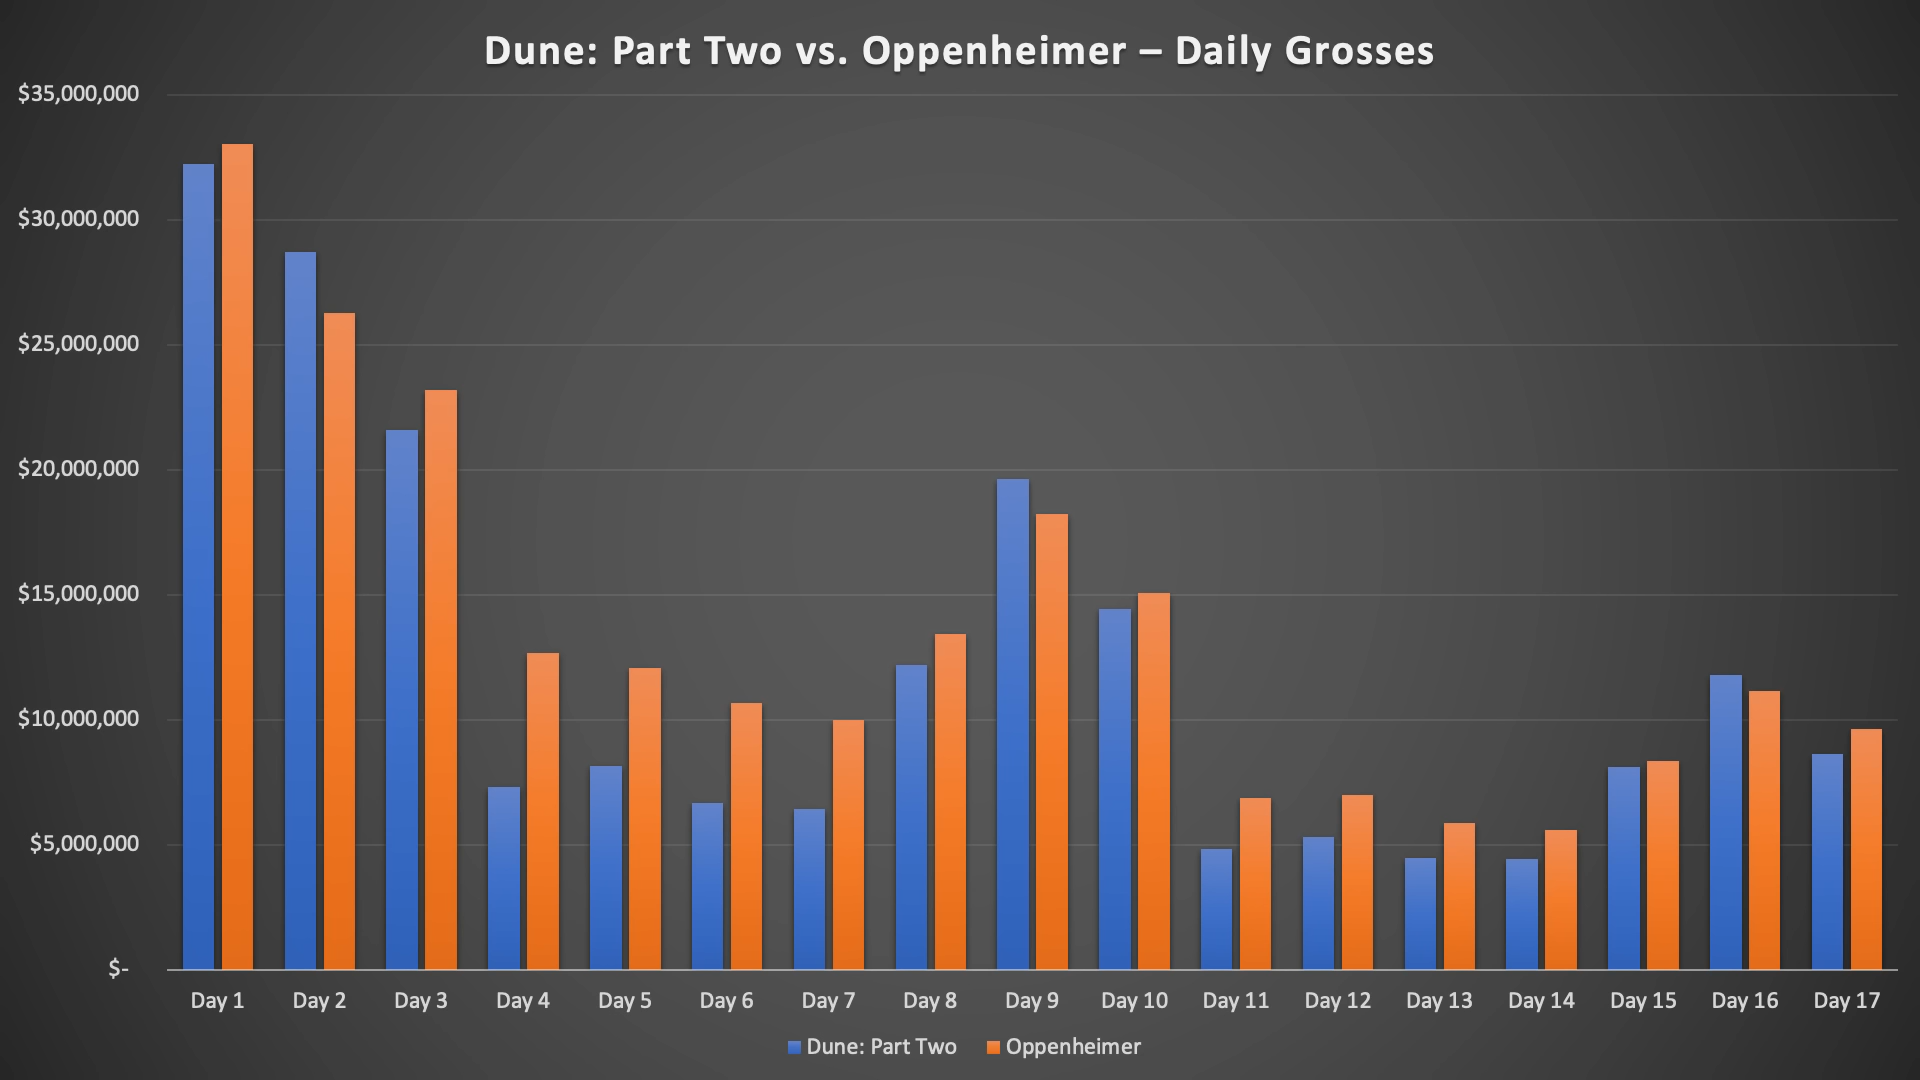 Dune: Part Two vs. Oppenheimer – Daily Grosses
$35,000,000
$30,000,000
$25,000,000
$20,000,000
$15,000,000
$10,000,000
$5,000,000
$-
Day 1 Day 2 Day 3 Day 4 Day 5 Day 6 Day 7 Day 8 Day 9 Day 10 Day 11 Day 12 Day 13 Day 14 Day 15 Day 16 Day 17
Dune: Part Two Oppenheimer